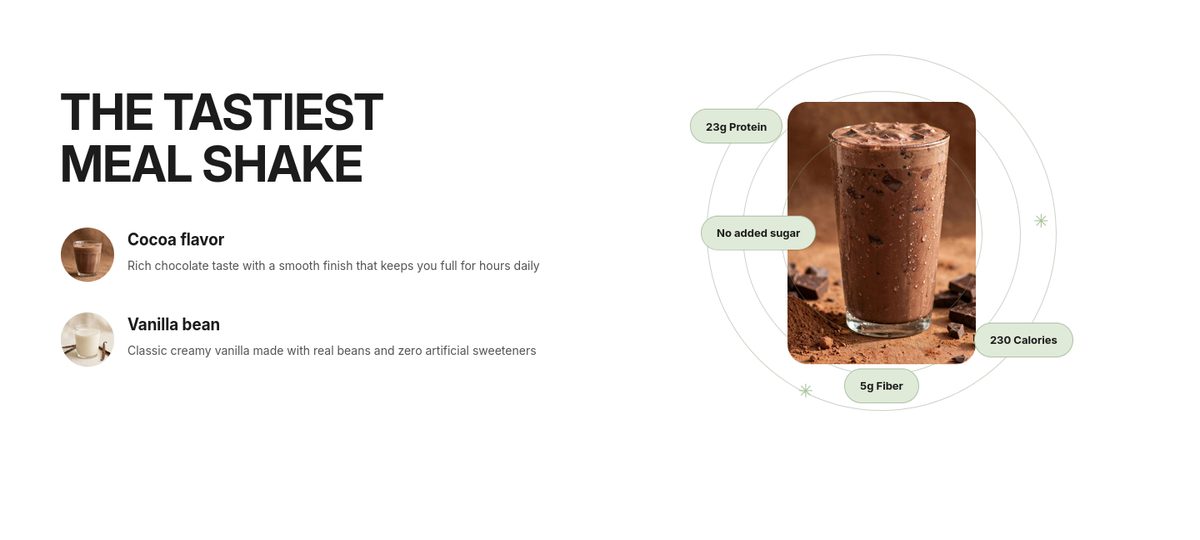 THE TASTIEST
MEAL SHAKE
Cocoa flavor
Rich chocolate taste with a smooth finish that keeps you full for hours daily
Vanilla bean
Classic creamy vanilla made with real beans and zero artificial sweeteners
23g Protein
No added sugar
230 Calories
5g Fiber